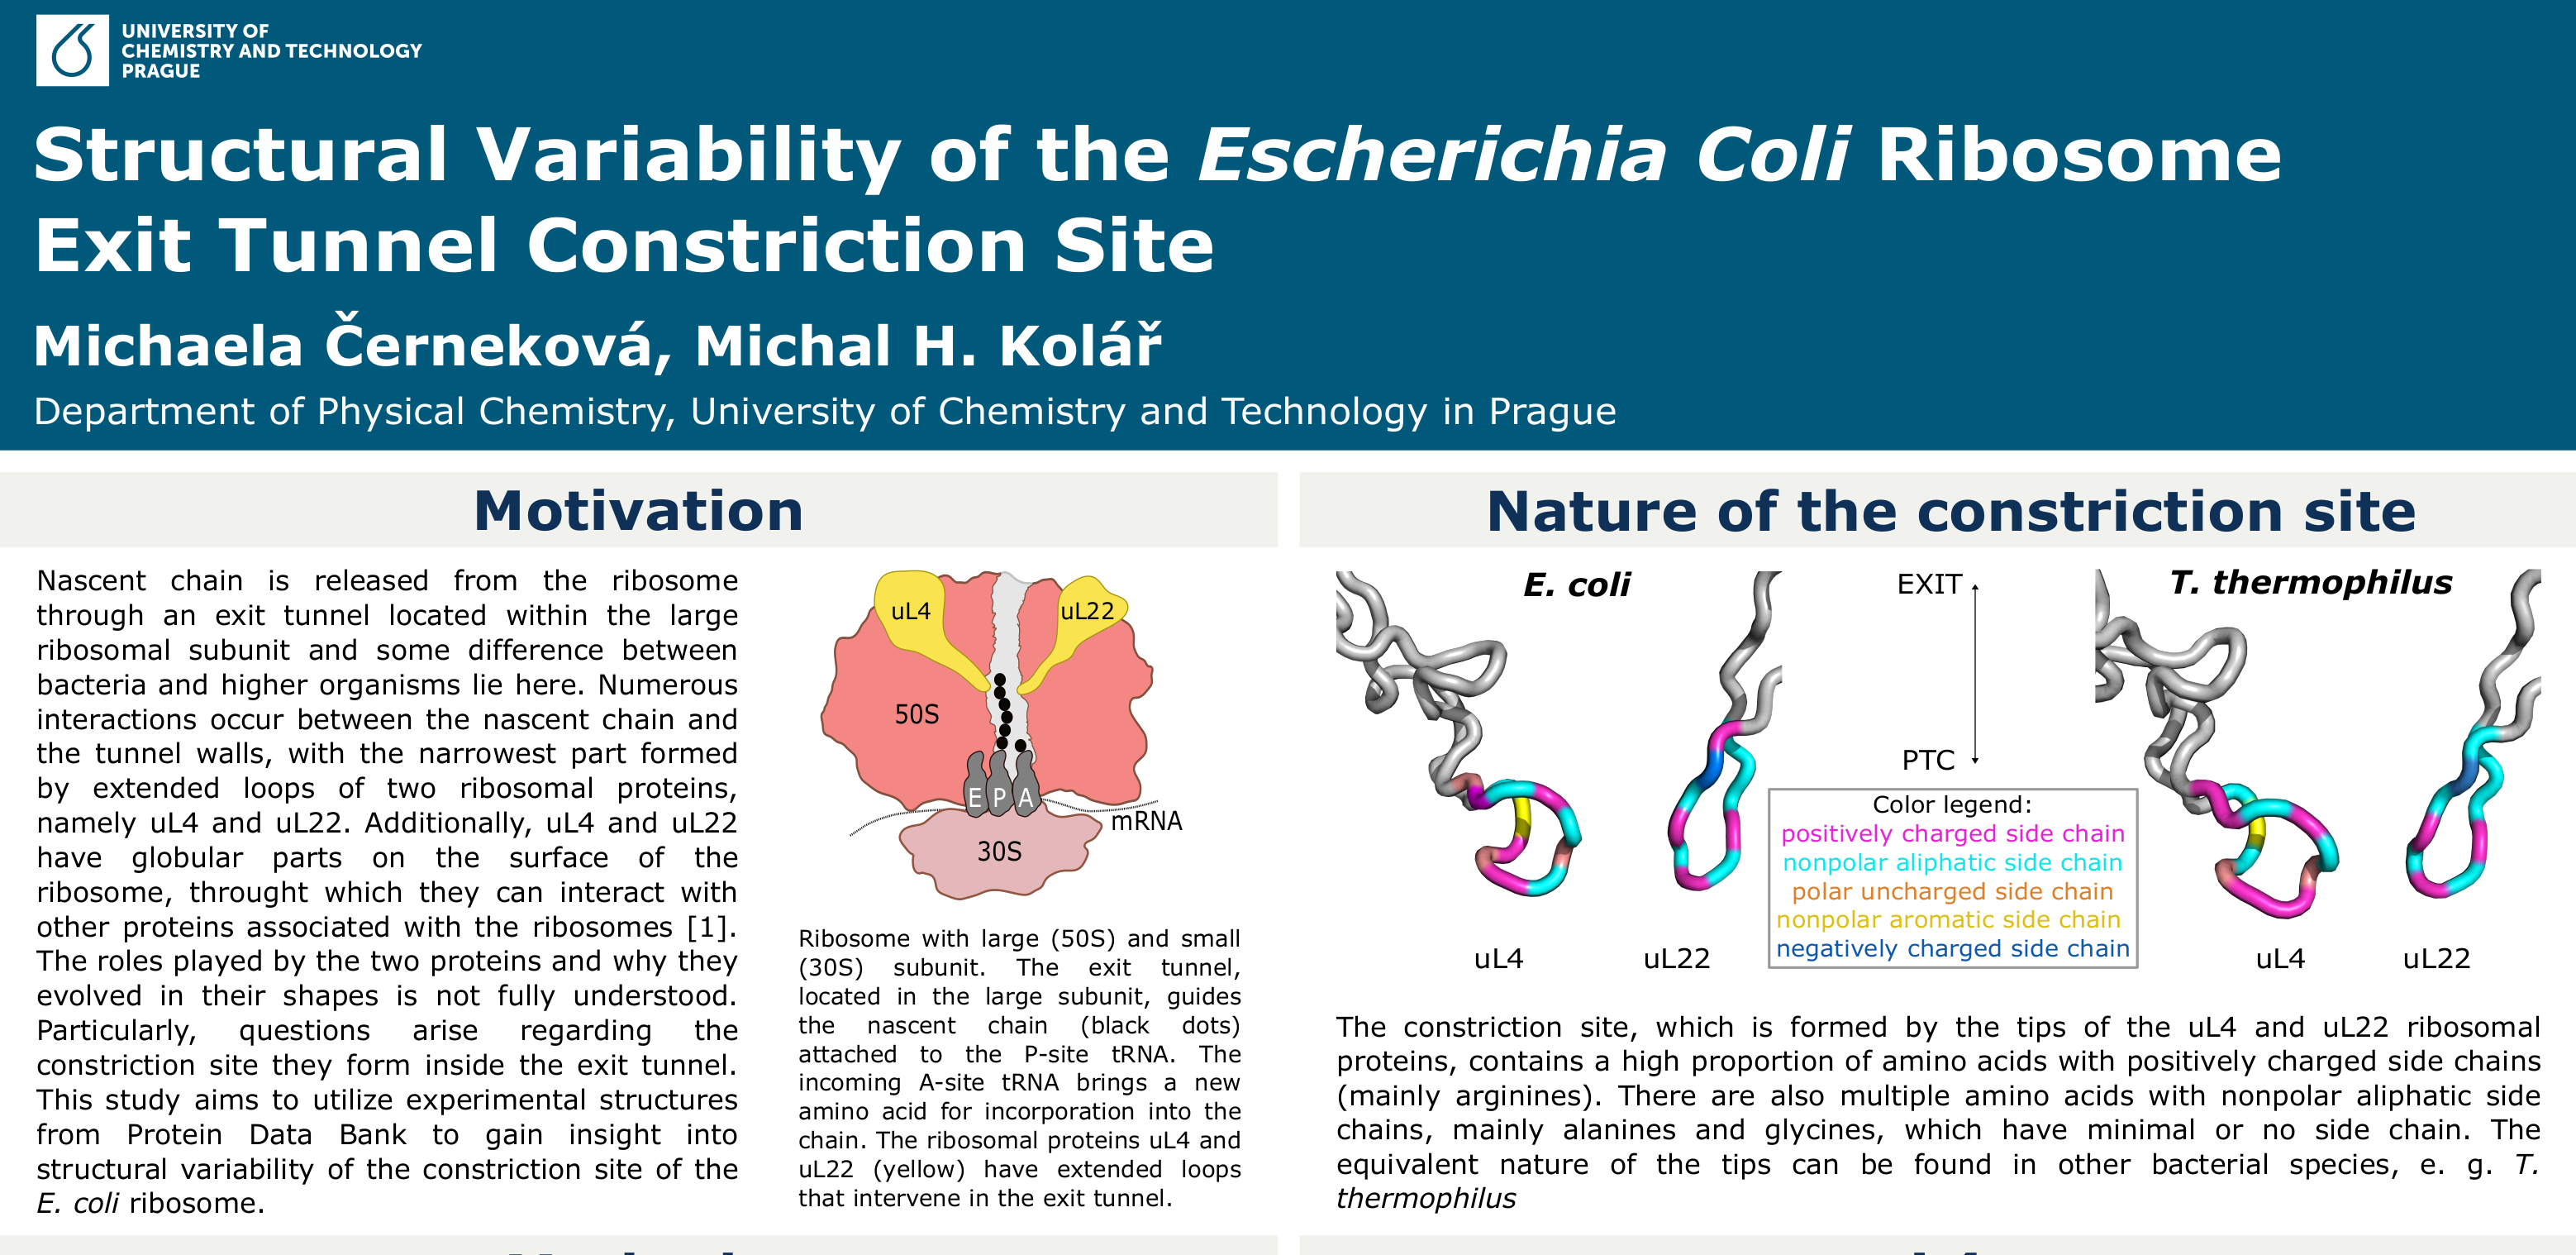 UNIVERSITY OF
CHEMISTRY AND TECHNOLOGY
PRAGUE
Structural Variability of the Escherichia Coli Ribosome
Exit Tunnel Constriction Site
Michaela Černeková, Michal H. Kolář
Department of Physical Chemistry, University of Chemistry and Technology in Prague
Motivation
Nascent chain is released from the ribosome
through an exit tunnel located within the large
ribosomal subunit and some difference between
bacteria and higher organisms lie here. Numerous
interactions occur between the nascent chain and
the tunnel walls, with the narrowest part formed
by extended loops of two ribosomal proteins,
namely uL4 and uL22. Additionally, uL4 and uL22
have globular parts on the surface of the
ribosome, throught which they can interact with
other proteins associated with the ribosomes [1].
The roles played by the two proteins and why they
evolved in their shapes is not fully understood.
Particularly, questions arise regarding the
constriction site they form inside the exit tunnel.
This study aims to utilize experimental structures
from Protein Data Bank to gain insight into
structural variability of the constriction site of the
E. coli ribosome.
uL4
uL22
50S
E P A
mRNA
30S
Ribosome with large (50S) and small
(30S) subunit. The exit tunnel,
located in the large subunit, guides
the nascent chain (black dots)
attached to the P-site tRNA. The
incoming A-site tRNA brings a new
amino acid for incorporation into the
chain. The ribosomal proteins uL4 and
uL22 (yellow) have extended loops
that intervene in the exit tunnel.
Nature of the constriction site
E. coli
EXIT
PTC
T. thermophilus
Color legend:
positively charged side chain
nonpolar aliphatic side chain
polar uncharged side chain
nonpolar aromatic side chain
negatively charged side chain
uL4
uL22
uL4
uL22
The constriction site, which is formed by the tips of the uL4 and uL22 ribosomal
proteins, contains a high proportion of amino acids with positively charged side chains
(mainly arginines). There are also multiple amino acids with nonpolar aliphatic side
chains, mainly alanines and glycines, which have minimal or no side chain. The
equivalent nature of the tips can be found in other bacterial species, e. g. T.
thermophilus